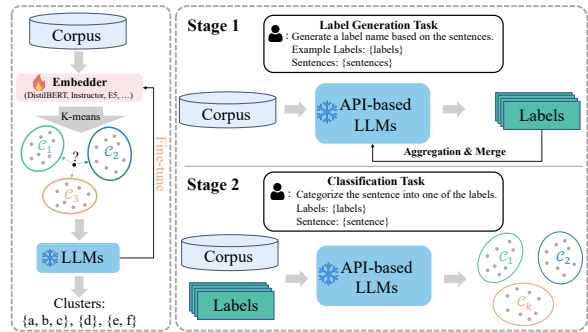 Corpus
Embedder
(DistilBERT, Instructor, E5, ...)
K-means
C1
?
C2
C3
Fine-tune
LLMs
Clusters:
{a, b, c}, {d}, {e, f}
Stage 1
Label Generation Task
: Generate a label name based on the sentences.
Example Labels: {labels}
Sentences: {sentences}
Corpus
API-based
LLMs
Labels
Aggregation & Merge
Stage 2
Classification Task
: Categorize the sentence into one of the labels.
Labels: {labels}
Sentence: {sentence}
Corpus
Labels
API-based
LLMs
C1
C2
Ck